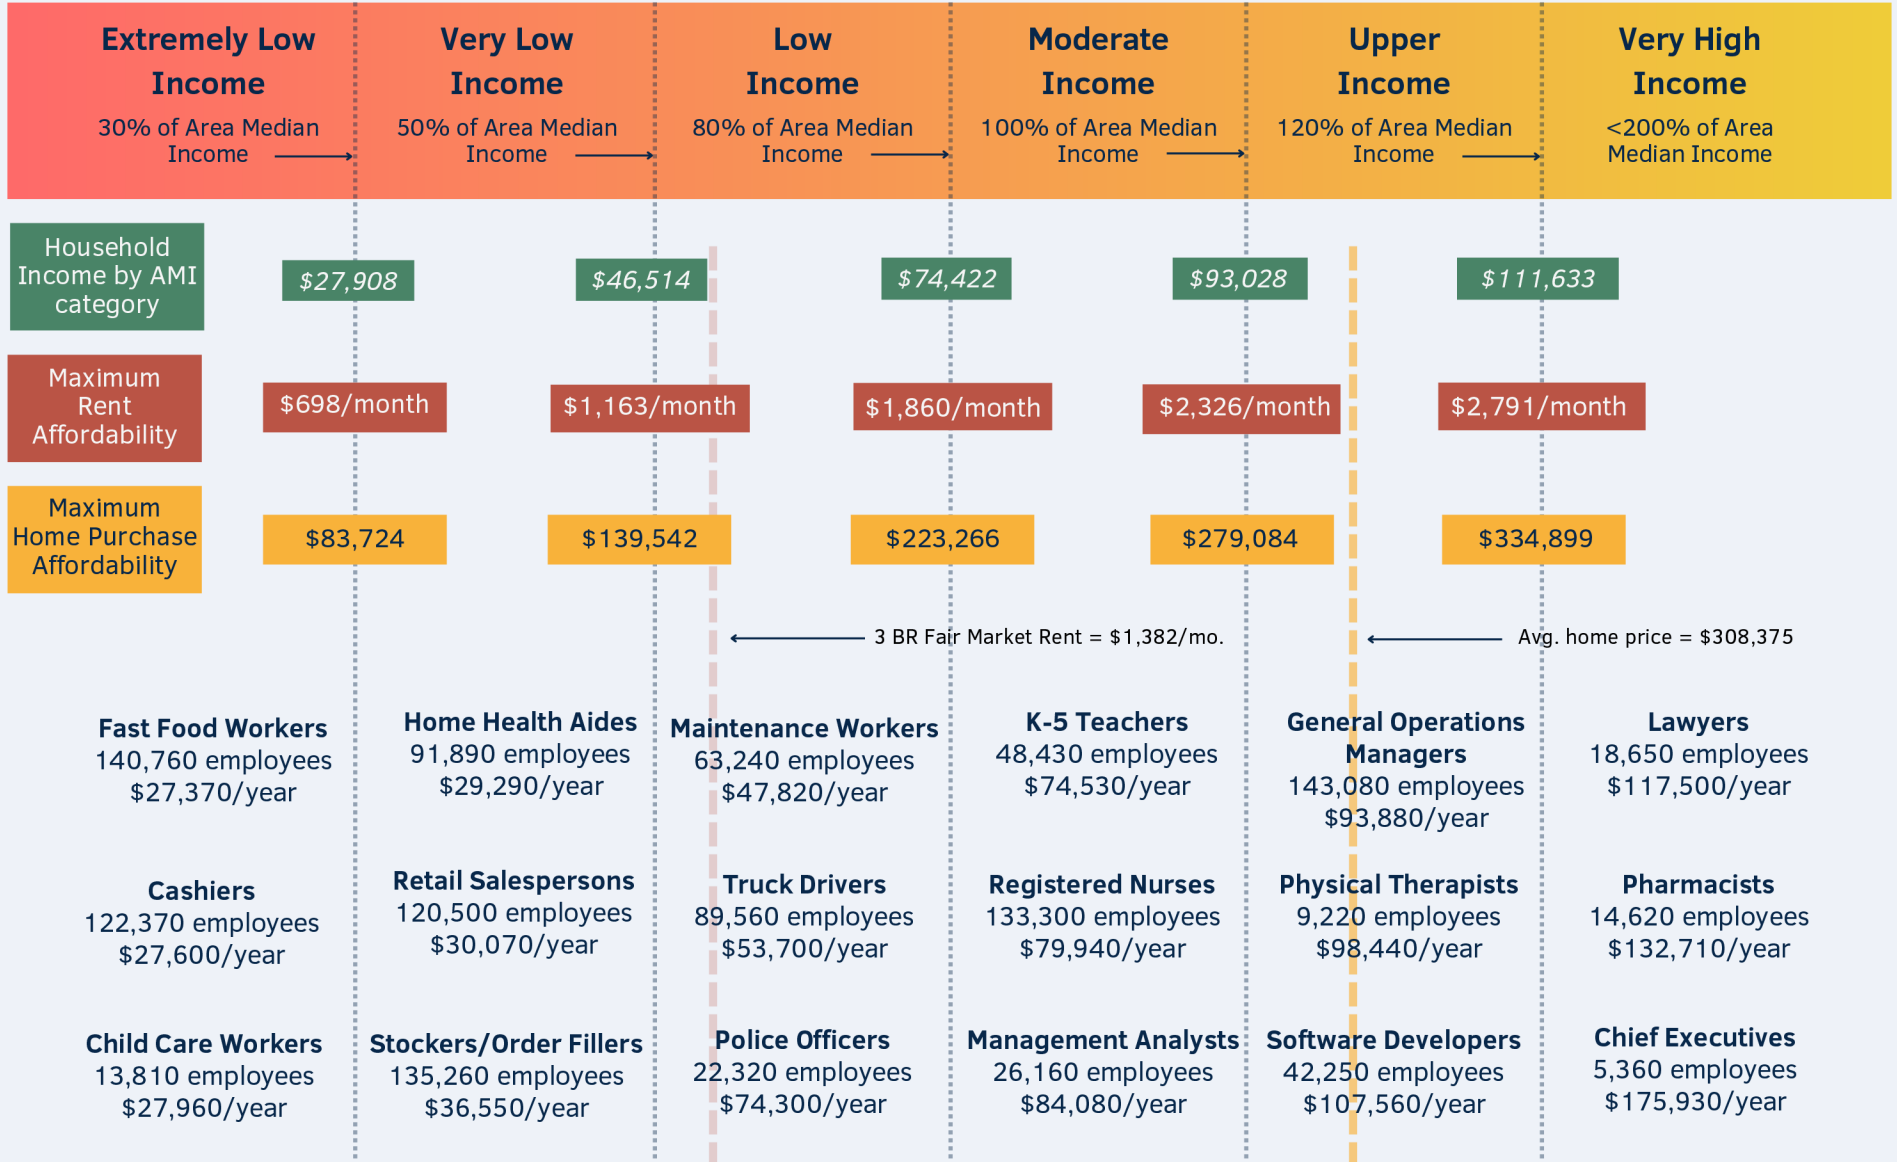 Extremely Low
Income
30% of Area Median
Income
Very Low
Income
50% of Area Median
Income
Low
Income
80% of Area Median
Income
Moderate
Income
100% of Area Median
Income
Upper
Income
120% of Area Median
Income
Very High
Income
<200% of Area
Median Income
Household
Income by AMI
category
$27,908
$46,514
$74,422
$93,028
$111,633
Maximum
Rent
Affordability
$698/month
$1,163/month
$1,860/month
$2,326/month
$2,791/month
Maximum
Home Purchase
Affordability
$83,724
$139,542
$223,266
$279,084
$334,899
3 BR Fair Market Rent = $1,382/mo.
Avg. home price = $308,375
Fast Food Workers
140,760 employees
$27,370/year
Home Health Aides
91,890 employees
$29,290/year
Maintenance Workers
63,240 employees
$47,820/year
K-5 Teachers
48,430 employees
$74,530/year
General Operations
Managers
143,080 employees
$93,880/year
Lawyers
18,650 employees
$117,500/year
Cashiers
122,370 employees
$27,600/year
Retail Salespersons
120,500 employees
$30,070/year
Truck Drivers
89,560 employees
$53,700/year
Registered Nurses
133,300 employees
$79,940/year
Physical Therapists
9,220 employees
$98,440/year
Pharmacists
14,620 employees
$132,710/year
Child Care Workers
13,810 employees
$27,960/year
Stockers/Order Fillers
135,260 employees
$36,550/year
Police Officers
22,320 employees
$74,300/year
Management Analysts
26,160 employees
$84,080/year
Software Developers
42,250 employees
$107,560/year
Chief Executives
5,360 employees
$175,930/year